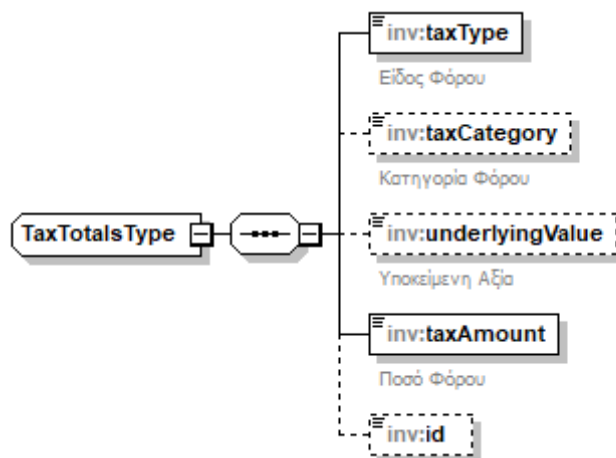 inv:taxType
Είδος Φόρου
inv:taxCategory
Κατηγορία Φόρου
TaxTotalsType
inv:underlyingValue
Υποκείμενη Αξία
inv:taxAmount
Ποσό Φόρου
inv:id